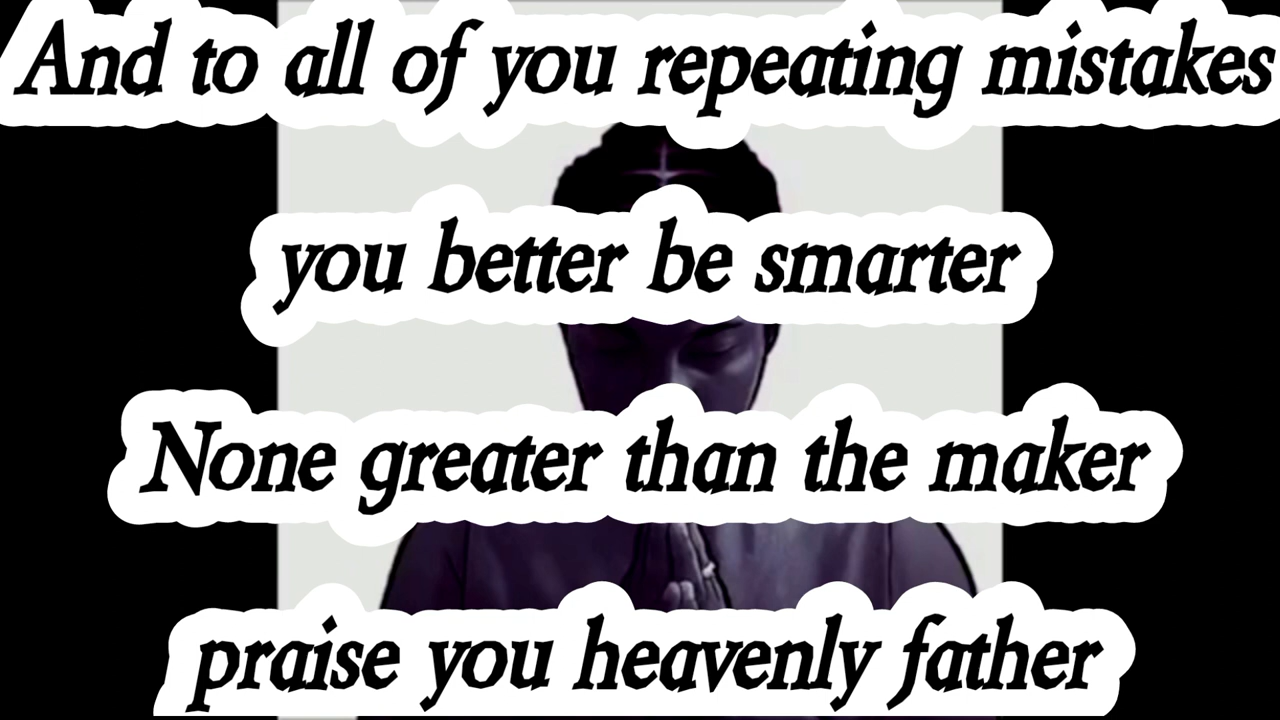 And to all of you repeating mistakes
you better be smarter
None greater than the maker
praise you heavenly father